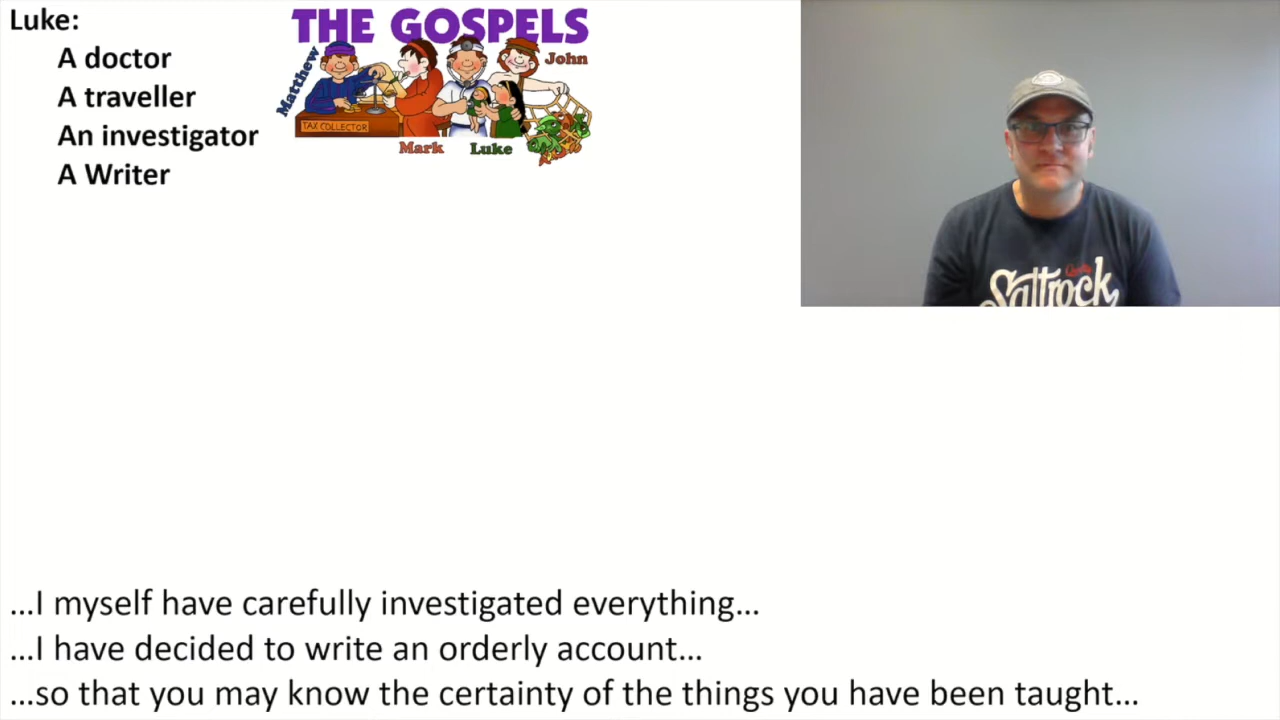 Luke:
A doctor
A traveller
An investigator
A Writer
THE GOSPELS
Matthew
John
TAX COLLECTOR
Mark
Luke
Saltrock
...I myself have carefully investigated everything...
...I have decided to write an orderly account...
...so that you may know the certainty of the things you have been taught...